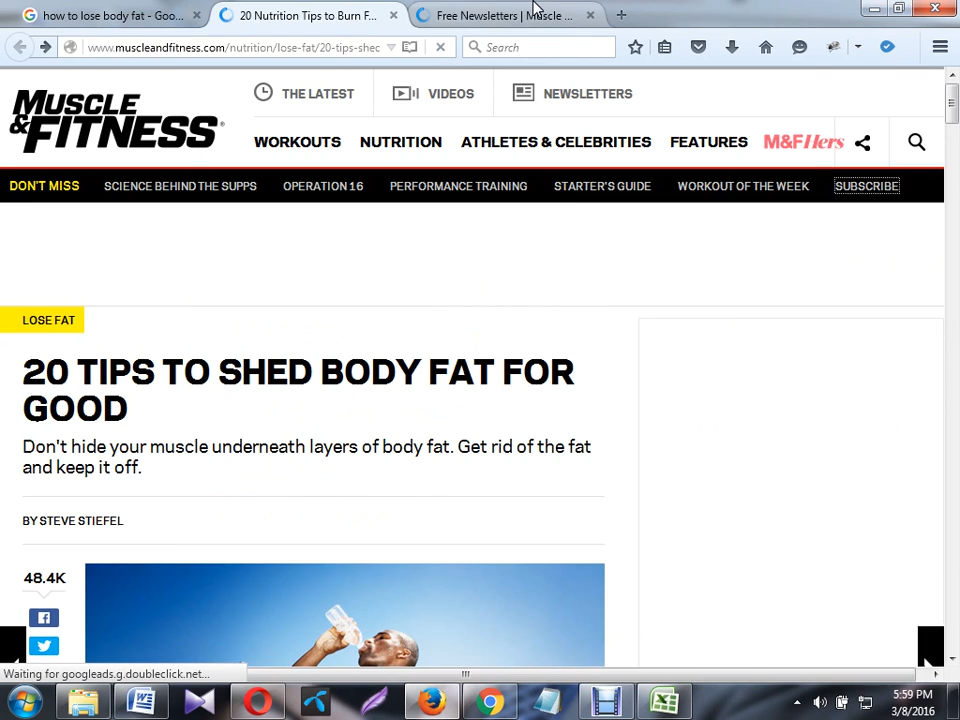 how to lose body fat - Goo...
20 Nutrition Tips to Burn F...
Free Newsletters | Muscle ...
www.muscleandfitness.com/nutrition/lose-fat/20-tips-shec
Search
MUSCLE & FITNESS
THE LATEST
VIDEOS
NEWSLETTERS
WORKOUTS
NUTRITION
ATHLETES & CELEBRITIES
FEATURES
M&F Hers
DON'T MISS
SCIENCE BEHIND THE SUPPS
OPERATION 16
PERFORMANCE TRAINING
STARTER'S GUIDE
WORKOUT OF THE WEEK
SUBSCRIBE
LOSE FAT
20 TIPS TO SHED BODY FAT FOR
GOOD
Don't hide your muscle underneath layers of body fat. Get rid of the fat
and keep it off.
BY STEVE STIEFEL
48.4K
Waiting for googleads.g.doubleclick.net...
5:59 PM
3/8/2016